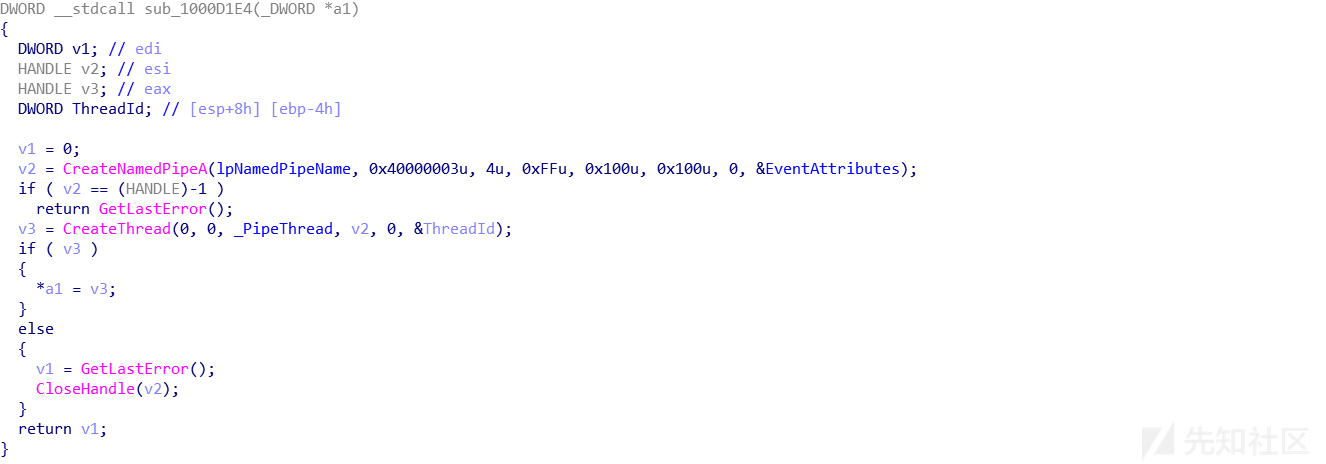 DWORD __stdcall sub_1000D1E4(_DWORD *a1)
{
  DWORD v1; // edi
  HANDLE v2; // esi
  HANDLE v3; // eax
  DWORD ThreadId; // [esp+8h] [ebp-4h]

  v1 = 0;
  v2 = CreateNamedPipeA(lpNamedPipeName, 0x40000003u, 4u, 0xFFu, 0x100u, 0x100u, 0, &EventAttributes);
  if ( v2 == (HANDLE)-1 )
    return GetLastError();
  v3 = CreateThread(0, 0, _PipeThread, v2, 0, &ThreadId);
  if ( v3 )
  {
    *a1 = v3;
  }
  else
  {
    v1 = GetLastError();
    CloseHandle(v2);
  }
  return v1;
}
先知社区